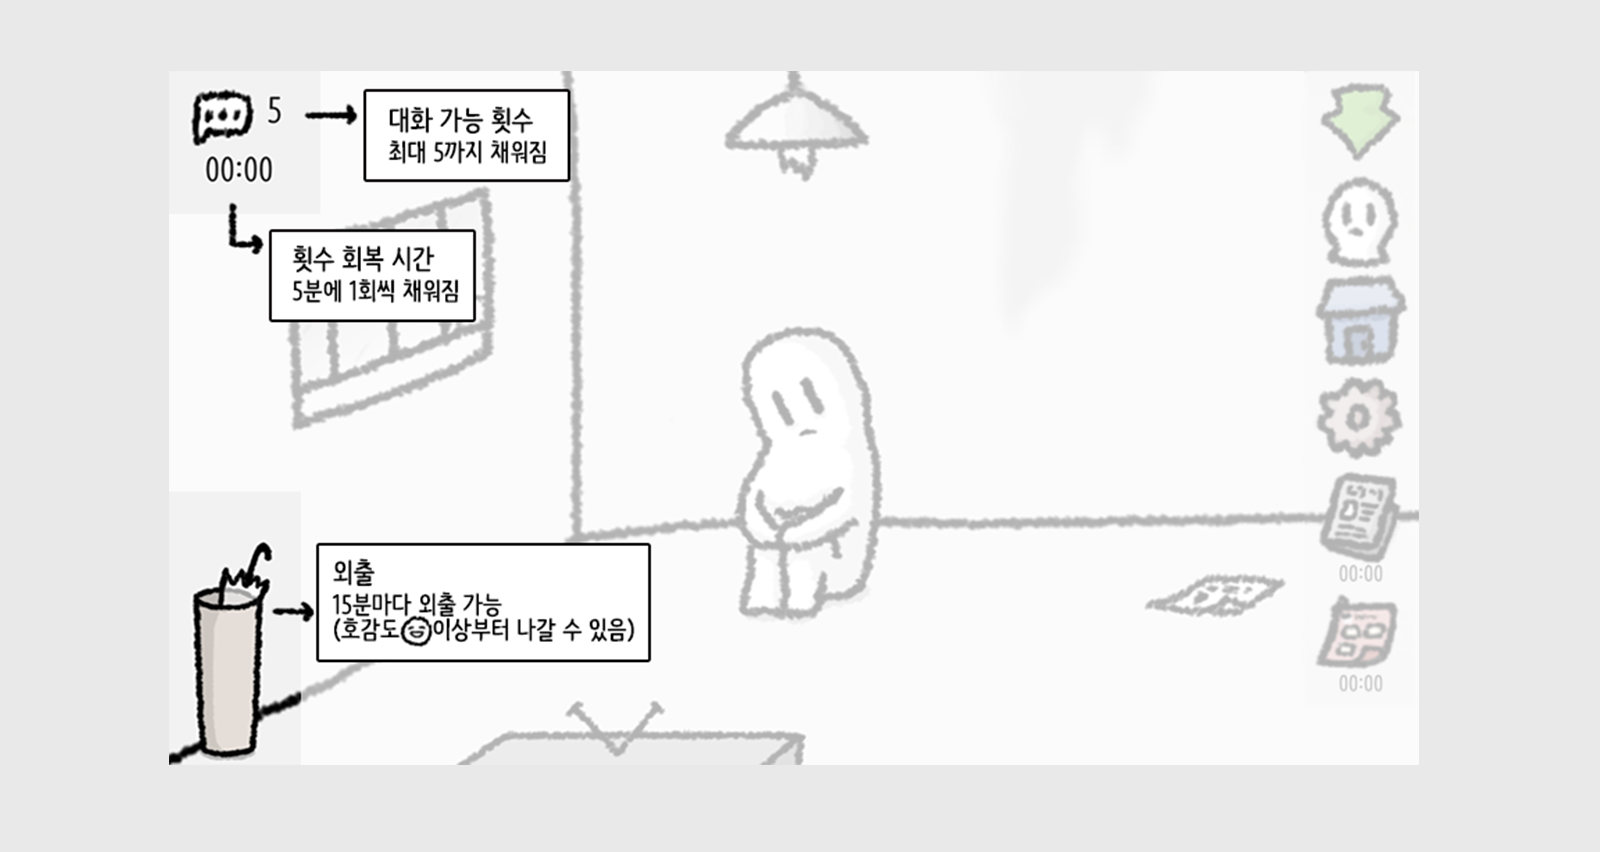 5
00:00
대화 가능 횟수
최대 5까지 채워짐
횟수 회복 시간
5분에 1회씩 채워짐
외출
15분마다 외출 가능
(호감도 이상부터 나갈 수 있음)
00:00
00:00